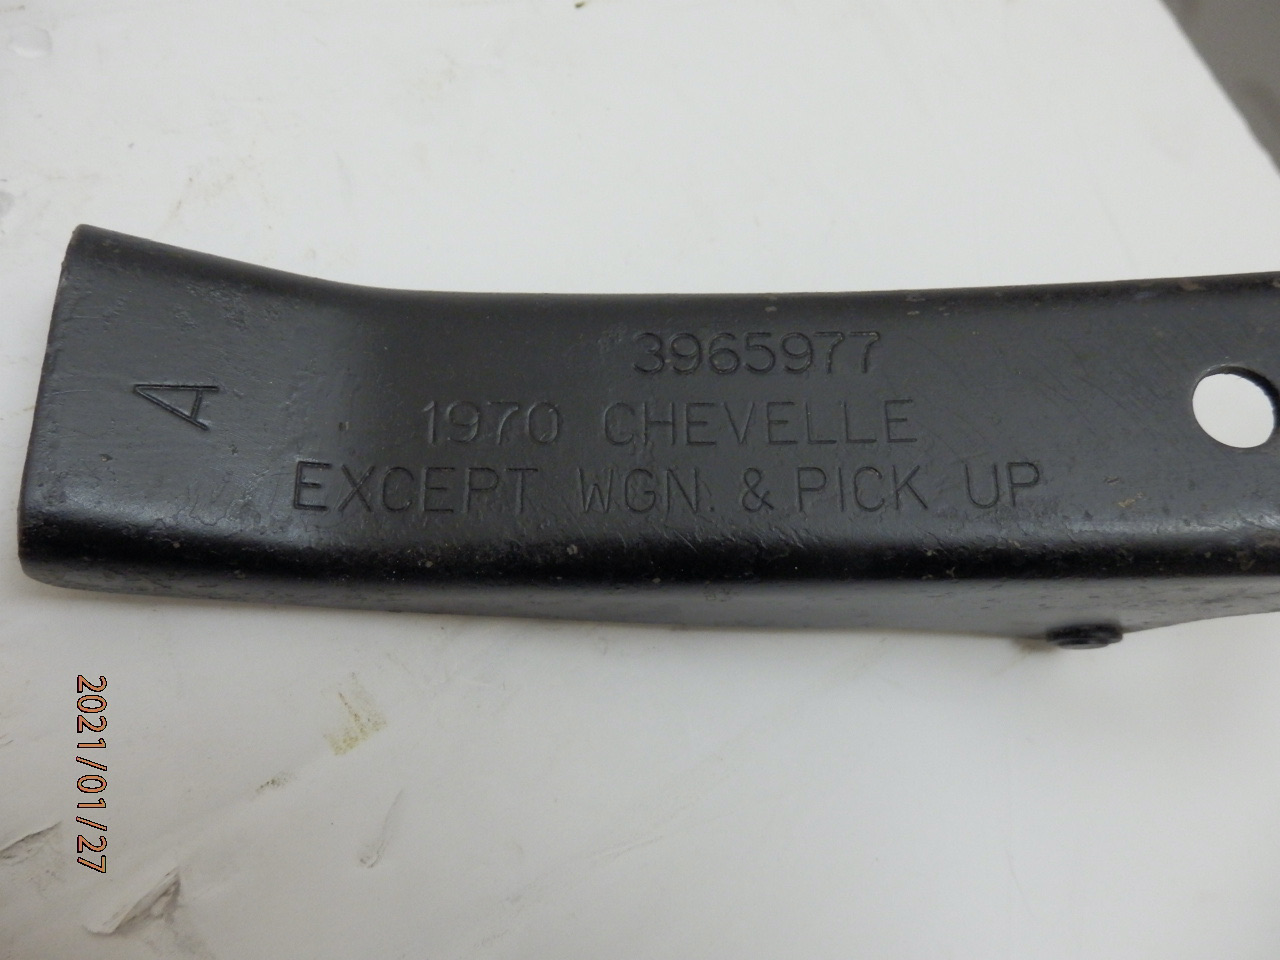 A
3965977
1970 CHEVELLE
EXCEPT WGN. & PICK UP
2021/01/27